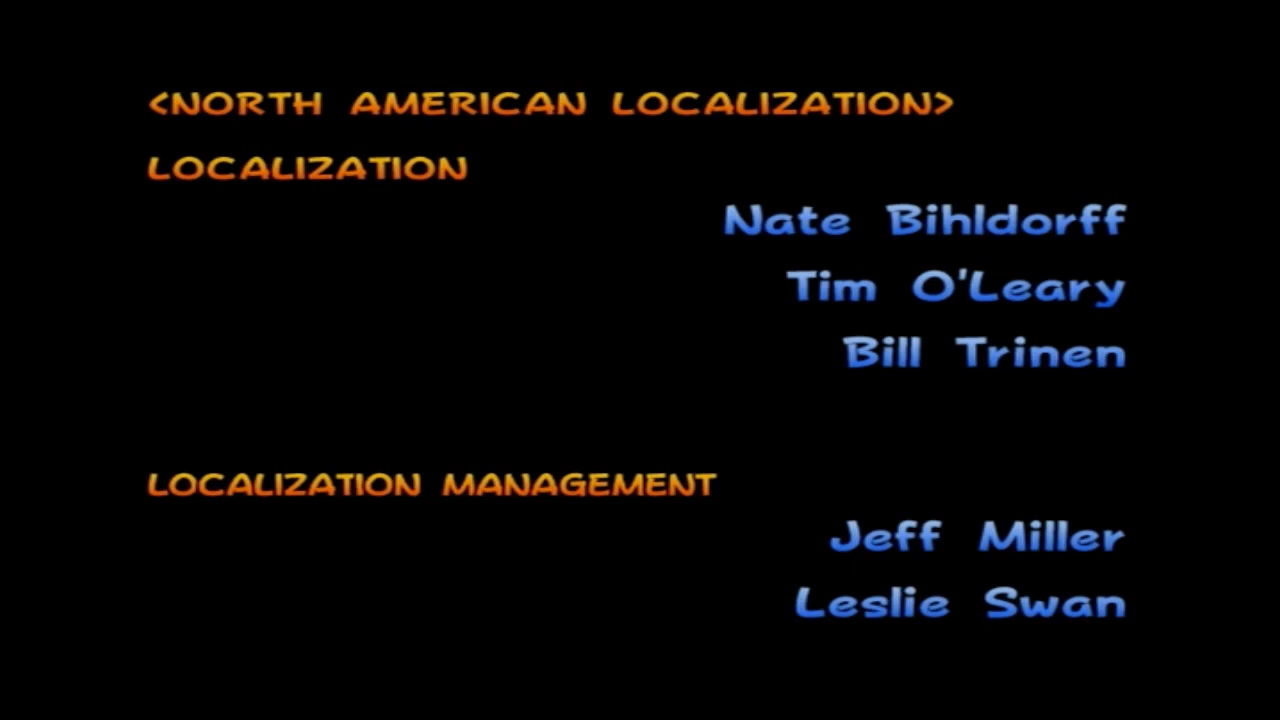 <NORTH AMERICAN LOCALIZATION>
LOCALIZATION
Nate Bihldorff
Tim O'Leary
Bill Trinen
LOCALIZATION MANAGEMENT
Jeff Miller
Leslie Swan